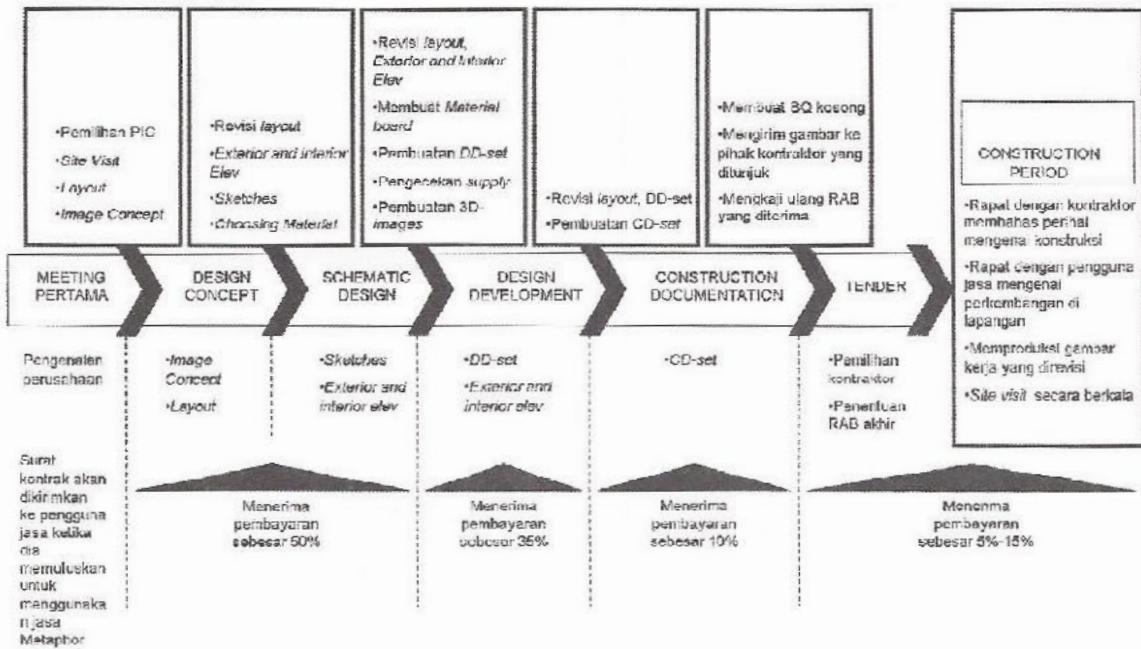 •Pemilihan PIC
•Site Visit
•Layout
•Image Concept
•Revisi layout
•Exterior and interior
Elev
•Sketches
•Choosing Material
•Revisi layout,
Exterior and Interior
Elev
•Membuat Material
board
•Pembuatan DD-set
•Pengecekan supply
•Pembuatan 3D-
images
•Revisi layout, DD-set
•Pembuatan CD-set
•Membuat BQ kosong
•Mengirim gambar ke
pihak kontraktor yang
ditunjuk
•Mengkaji ulang RAB
yang diterima
CONSTRUCTION
PERIOD
•Rapat dengan kontraktor
membahas perihal
mengenai konstruksi
•Rapat dengan pengguna
jasa mengenai
perkembangan di
lapangan
•Memproduksi gambar
kerja yang direvisi
•Site visit secara berkala
MEETING
PERTAMA
DESIGN
CONCEPT
SCHEMATIC
DESIGN
DESIGN
DEVELOPMENT
CONSTRUCTION
DOCUMENTATION
TENDER
Pengenalan
perusahaan
•Image
Concept
•Layout
•Sketches
•Exterior and
interior elev
•DD-set
•Exterior and
interior elev
•CD-set
•Pemilihan
kontraktor
•Penentuan
RAB akhir
Surat
kontrak akan
dikirimkan
ke pengguna
jasa ketika
dia
memutuskan
untuk
menggunaka
n jasa
Metaphor
Menerima
pembayaran
sebesar 50%
Menerima
pembayaran
sebesar 35%
Menerima
pembayaran
sebesar 10%
Menerima
pembayaran
sebesar 5%-15%